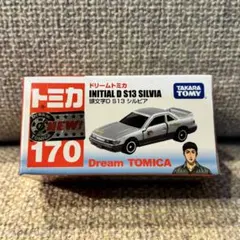 トミカ
ドリームトミカ
INITIAL D S13 SILVIA
頭文字D S13 シルビア
TAKARA TOMY
NEW!
170
Dream TOMICA